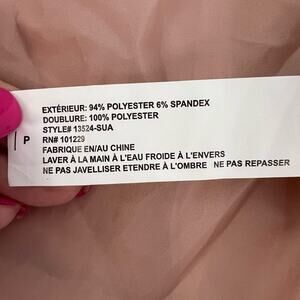 EXTÉRIEUR: 94% POLYESTER 6% SPANDEX
DOUBLURE: 100% POLYESTER
STYLE# 13524-SUA
P
RN# 101229
FABRIQUE EN/AU CHINE
LAVER À LA MAIN À L'EAU FROIDE À L'ENVERS
NE PAS JAVELLISER ETENDRE À L'OMBRE NE PAS REPASSER